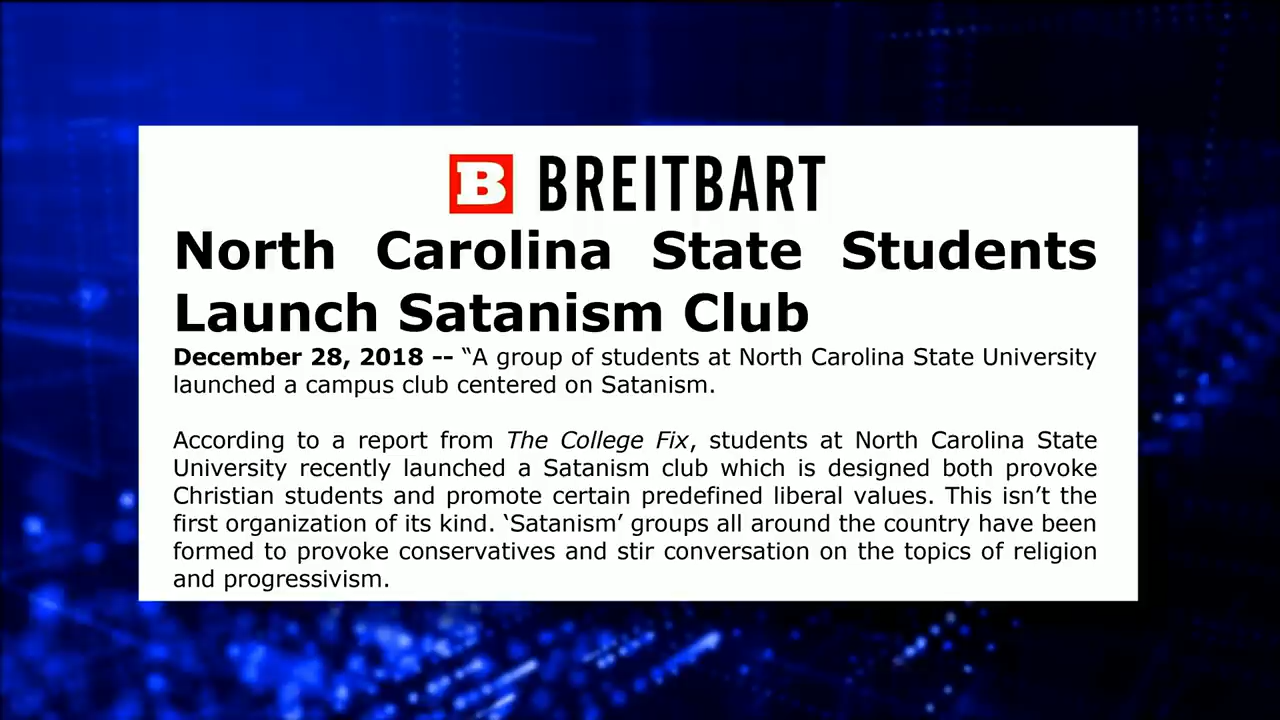 B BREITBART
North Carolina State Students
Launch Satanism Club
December 28, 2018 -- “A group of students at North Carolina State University
launched a campus club centered on Satanism.
According to a report from The College Fix, students at North Carolina State
University recently launched a Satanism club which is designed both provoke
Christian students and promote certain predefined liberal values. This isn’t the
first organization of its kind. ‘Satanism’ groups all around the country have been
formed to provoke conservatives and stir conversation on the topics of religion
and progressivism.